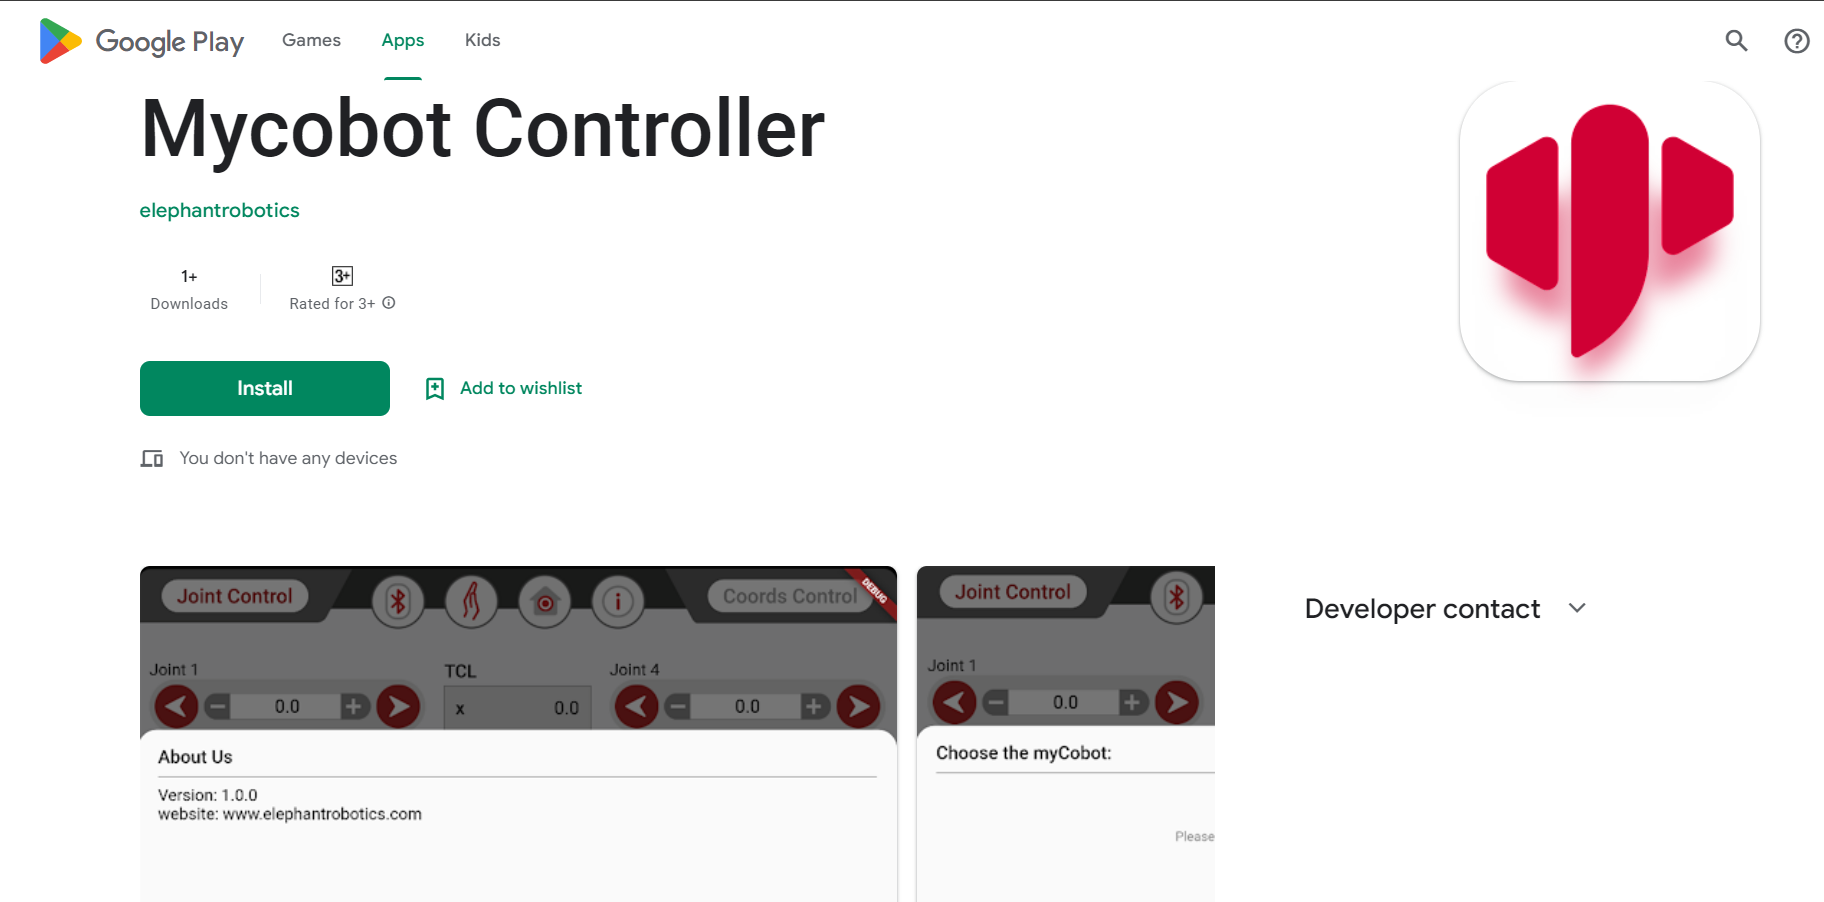 Google Play Games Apps Kids
Mycobot Controller
elephantrobotics
1+
Downloads
3+
Rated for 3+
Install
Add to wishlist
You don't have any devices
Joint Control
Coords Control
DEBUG
Joint 1
TCL
Joint 4
0.0
x 0.0
0.0
About Us
Version: 1.0.0
website: www.elephantrobotics.com
Joint Control
Joint 1
0.0
Choose the myCobot:
Please
Developer contact